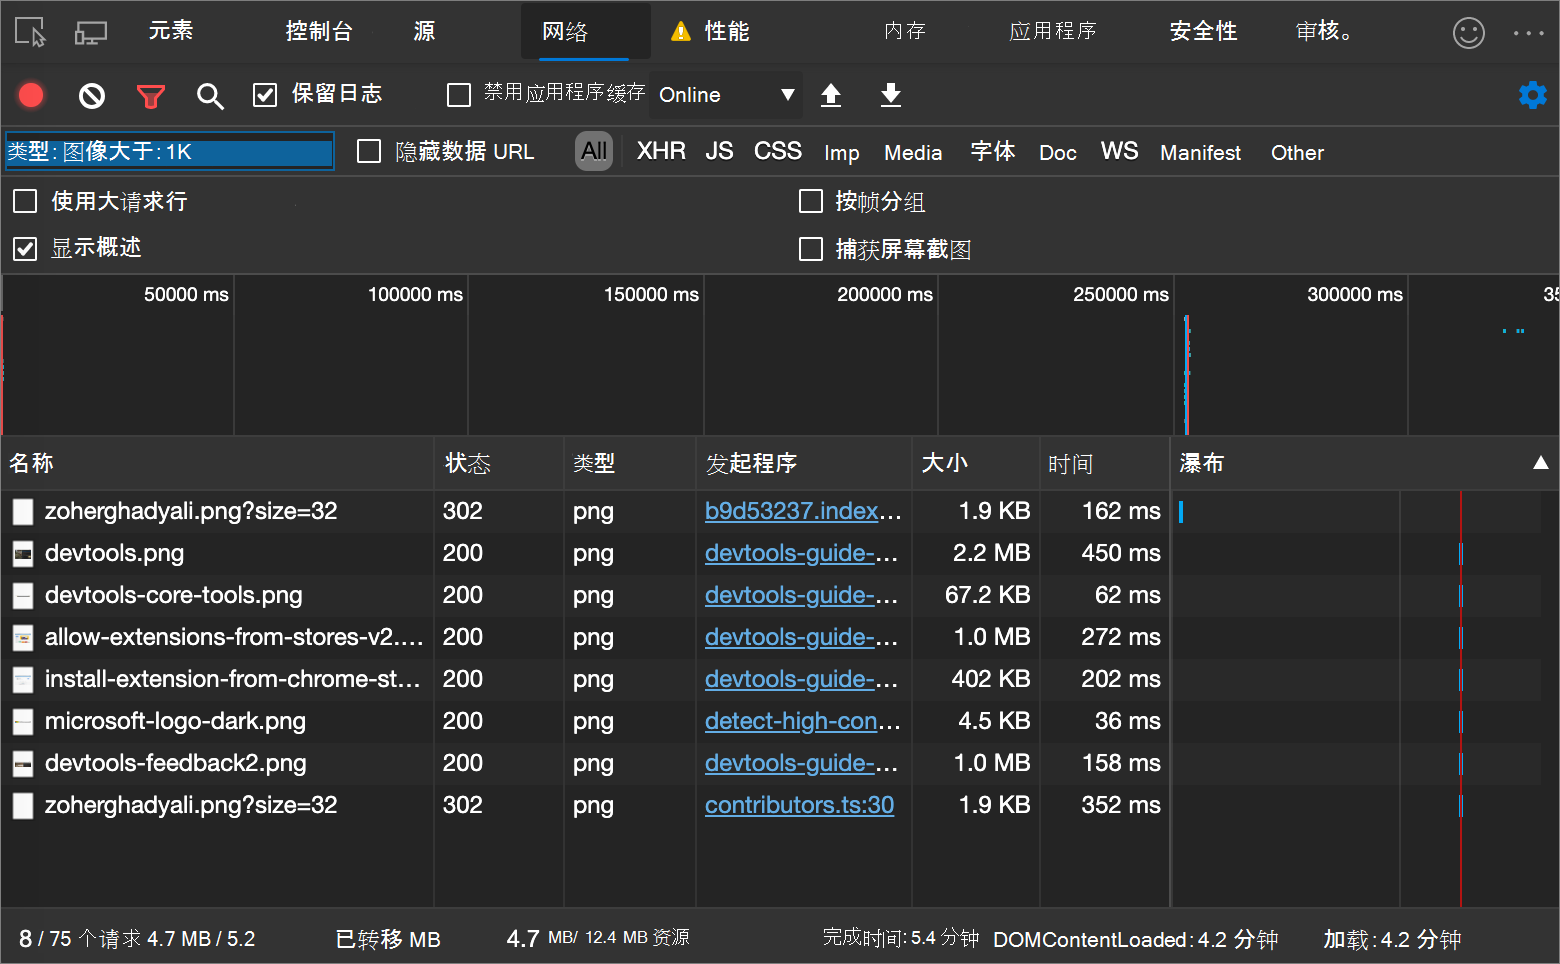 元素 控制台 源 网络 性能 内存 应用程序 安全性 审核。
保留日志 禁用应用程序缓存 Online
类型: 图像大于: 1K 隐藏数据 URL All XHR JS CSS Imp Media 字体 Doc WS Manifest Other
使用大请求行 按帧分组
显示概述 捕获屏幕截图
50000 ms 100000 ms 150000 ms 200000 ms 250000 ms 300000 ms 35
名称 状态 类型 发起程序 大小 时间 瀑布
zoherghadyali.png?size=32 302 png b9d53237.index... 1.9 KB 162 ms
devtools.png 200 png devtools-guide-... 2.2 MB 450 ms
devtools-core-tools.png 200 png devtools-guide-... 67.2 KB 62 ms
allow-extensions-from-stores-v2.... 200 png devtools-guide-... 1.0 MB 272 ms
install-extension-from-chrome-st... 200 png devtools-guide-... 402 KB 202 ms
microsoft-logo-dark.png 200 png detect-high-con... 4.5 KB 36 ms
devtools-feedback2.png 200 png devtools-guide-... 1.0 MB 158 ms
zoherghadyali.png?size=32 302 png contributors.ts:30 1.9 KB 352 ms
8 / 75 个请求 4.7 MB / 5.2 已转移 MB 4.7 MB/ 12.4 MB 资源 完成时间: 5.4 分钟 DOMContentLoaded: 4.2 分钟 加载: 4.2 分钟